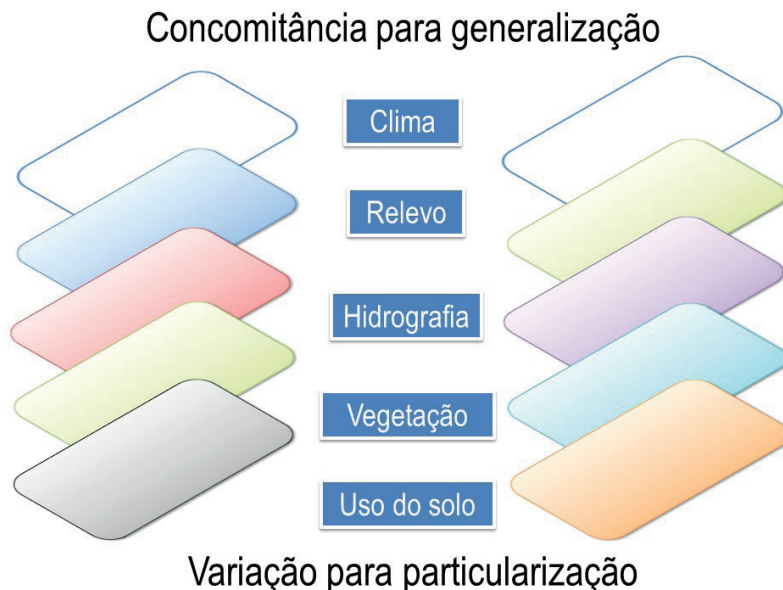 Concomitância para generalização
Clima
Relevo
Hidrografia
Vegetação
Uso do solo
Variação para particularização